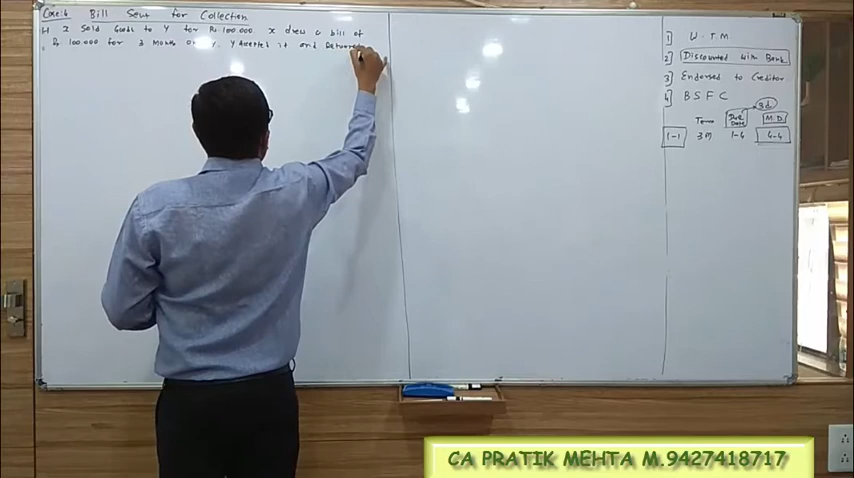 Case:4 Bill Sent for Collection
H X Sold Goods to Y for Rs 100.000. X drew a bill of
Rs 100.000 for 3 Months on Y. Y Accepted it and Returned
1] U.T.M
2] Discounted with Bank
3] Endorsed to Creditor
4] BSFC
3d
Term Due Date M.D.
1-1 3M 1-4 4-4
CA PRATIK MEHTA M.9427418717